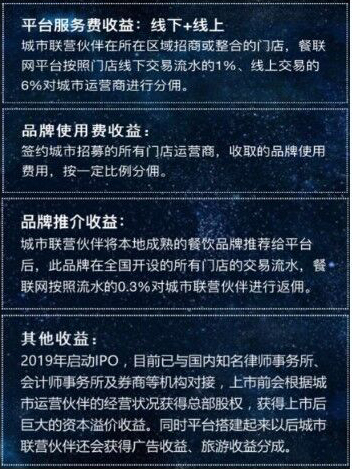 平台服务费收益：线下+线上
城市联营伙伴在所在区域招商或整合的门店，餐联
网平台按照门店线下交易流水的1%、线上交易的
6%对城市运营商进行分佣。
品牌使用费收益：
签约城市招募的所有门店运营商，收取的品牌使用
费用，按一定比例分佣。
品牌推介收益：
城市联营伙伴将本地成熟的餐饮品牌推荐给平台
后，此品牌在全国开设的所有门店的交易流水，餐
联网按照流水的0.3%对城市联营伙伴进行返佣。
其他收益：
2019年启动IPO，目前已与国内知名律师事务所、
会计师事务所及券商等机构对接，上市前会根据城
市运营伙伴的经营状况获得总部股权，获得上市后
巨大的资本溢价收益。同时平台搭建起来以后城市
联营伙伴还会获得广告收益、旅游收益分成。